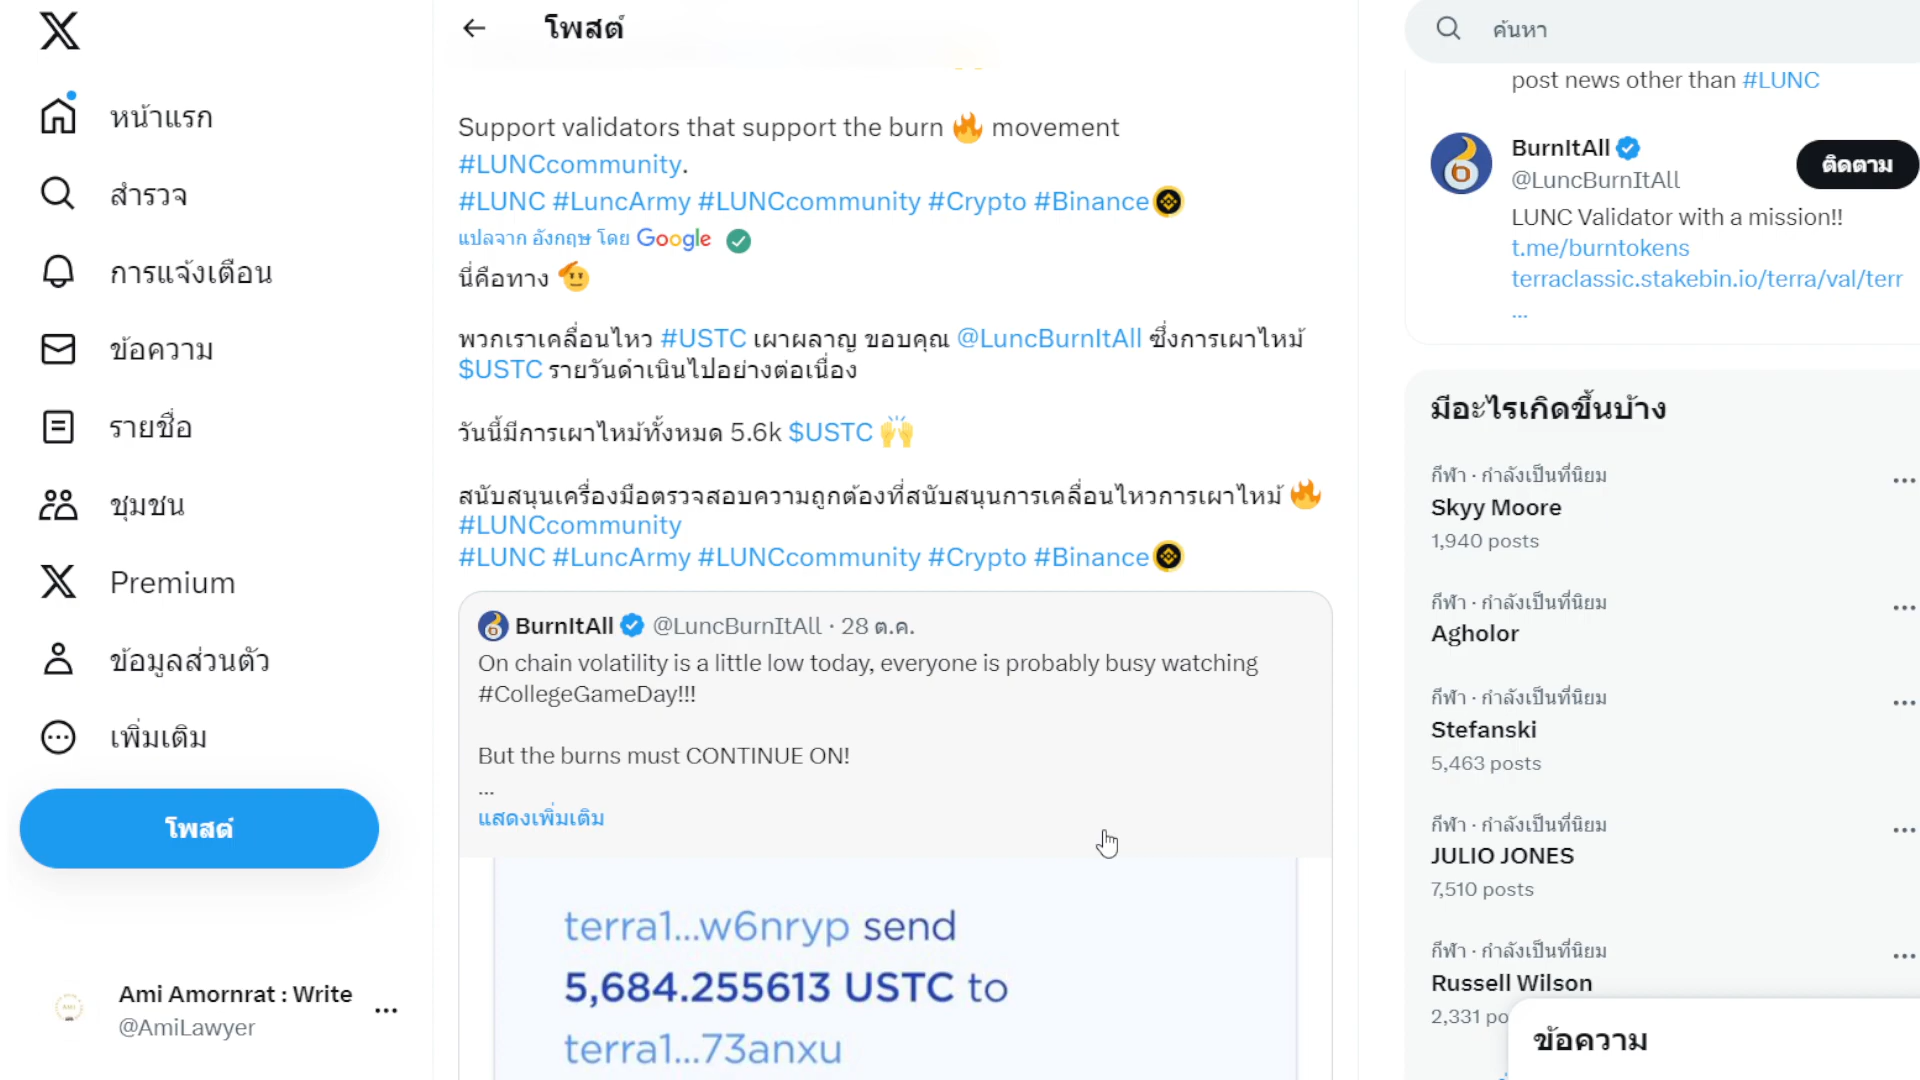 หน้าแรก
สำรวจ
การแจ้งเตือน
ข้อความ
รายชื่อ
ชุมชน
Premium
ข้อมูลส่วนตัว
เพิ่มเติม
โพสต์
Ami Amornrat : Write
@AmiLawyer
โพสต์
Support validators that support the burn 🔥 movement
#LUNCcommunity.
#LUNC #LuncArmy #LUNCcommunity #Crypto #Binance
แปลจาก อังกฤษ โดย Google
นี่คือทาง 🫡
พวกเราเคลื่อนไหว #USTC เผาผลาญ ขอบคุณ @LuncBurnItAll ซึ่งการเผาไหม้
$USTC รายวันดำเนินไปอย่างต่อเนื่อง
วันนี้มีการเผาไหม้ทั้งหมด 5.6k $USTC 🙌
สนับสนุนเครื่องมือตรวจสอบความถูกต้องที่สนับสนุนการเคลื่อนไหวการเผาไหม้ 🔥
#LUNCcommunity
#LUNC #LuncArmy #LUNCcommunity #Crypto #Binance
BurnItAll @LuncBurnItAll · 28 ต.ค.
On chain volatility is a little low today, everyone is probably busy watching
#CollegeGameDay!!!
But the burns must CONTINUE ON!
...
แสดงเพิ่มเติม
terra1...w6nryp send
5,684.255613 USTC to
terra1...73anxu
ค้นหา
post news other than #LUNC
BurnItAll
@LuncBurnItAll
ติดตาม
LUNC Validator with a mission!!
t.me/burntokens
terraclassic.stakebin.io/terra/val/terr
...
มีอะไรเกิดขึ้นบ้าง
กีฬา · กำลังเป็นที่นิยม
Skyy Moore
1,940 posts
กีฬา · กำลังเป็นที่นิยม
Agholor
กีฬา · กำลังเป็นที่นิยม
Stefanski
5,463 posts
กีฬา · กำลังเป็นที่นิยม
JULIO JONES
7,510 posts
กีฬา · กำลังเป็นที่นิยม
Russell Wilson
2,331 po
ข้อความ